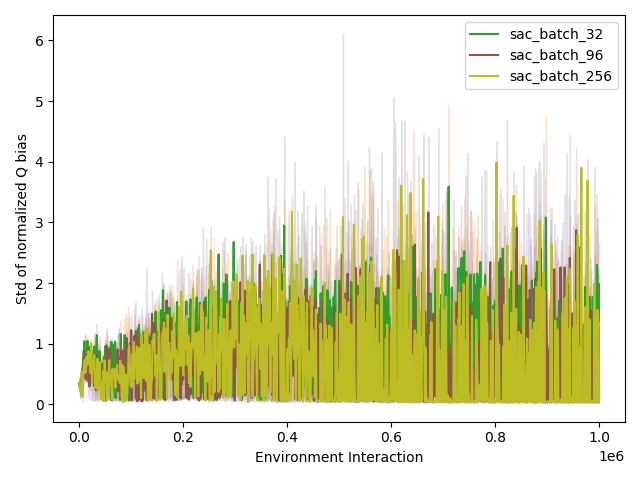 sac_batch_32
sac_batch_96
sac_batch_256
Std of normalized Q bias
6
5
4
3
2
1
0
0.0 0.2 0.4 0.6 0.8 1.0
1e6
Environment Interaction